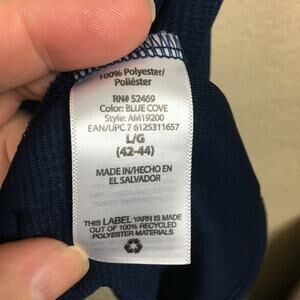 100% Polyester/
Poliéster
RN# 52469
Color: BLUE COVE
Style: AM19200
EAN/UPC 7 6125311657
L/G
(42-44)
MADE IN/HECHO EN
EL SALVADOR
THIS LABEL YARN IS MADE
OUT OF 100% RECYCLED
POLYESTER MATERIALS